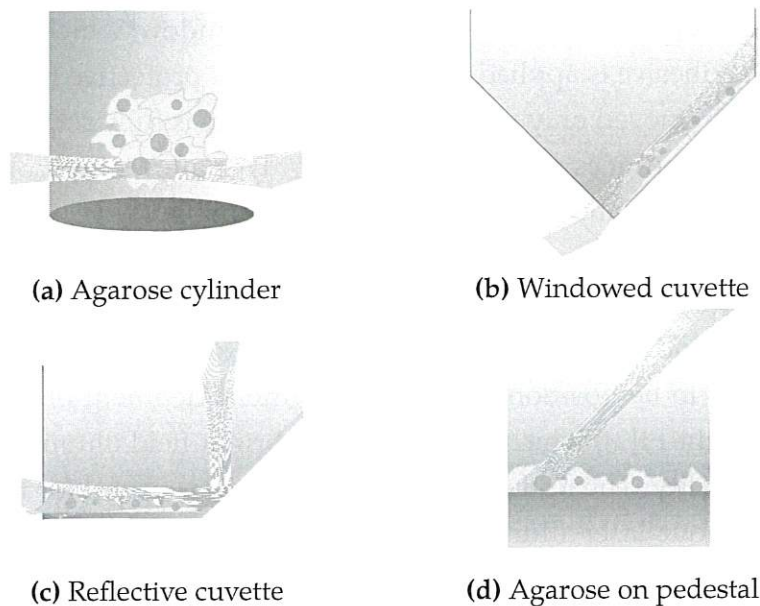 (a) Agarose cylinder
(b) Windowed cuvette
(c) Reflective cuvette
(d) Agarose on pedestal